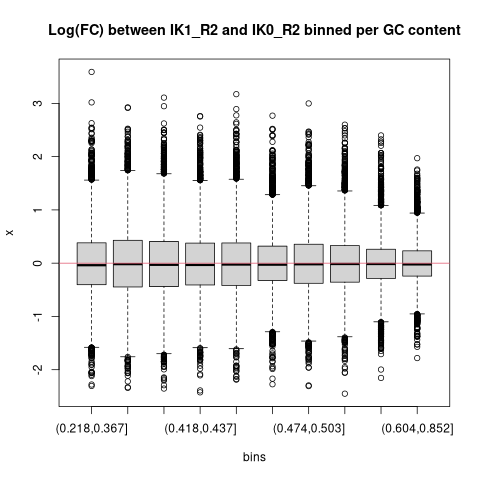 Log(FC) between IK1_R2 and IK0_R2 binned per GC content
3
2
1
0
-1
-2
x
(0.218,0.367] (0.418,0.437] (0.474,0.503] (0.604,0.852]
bins